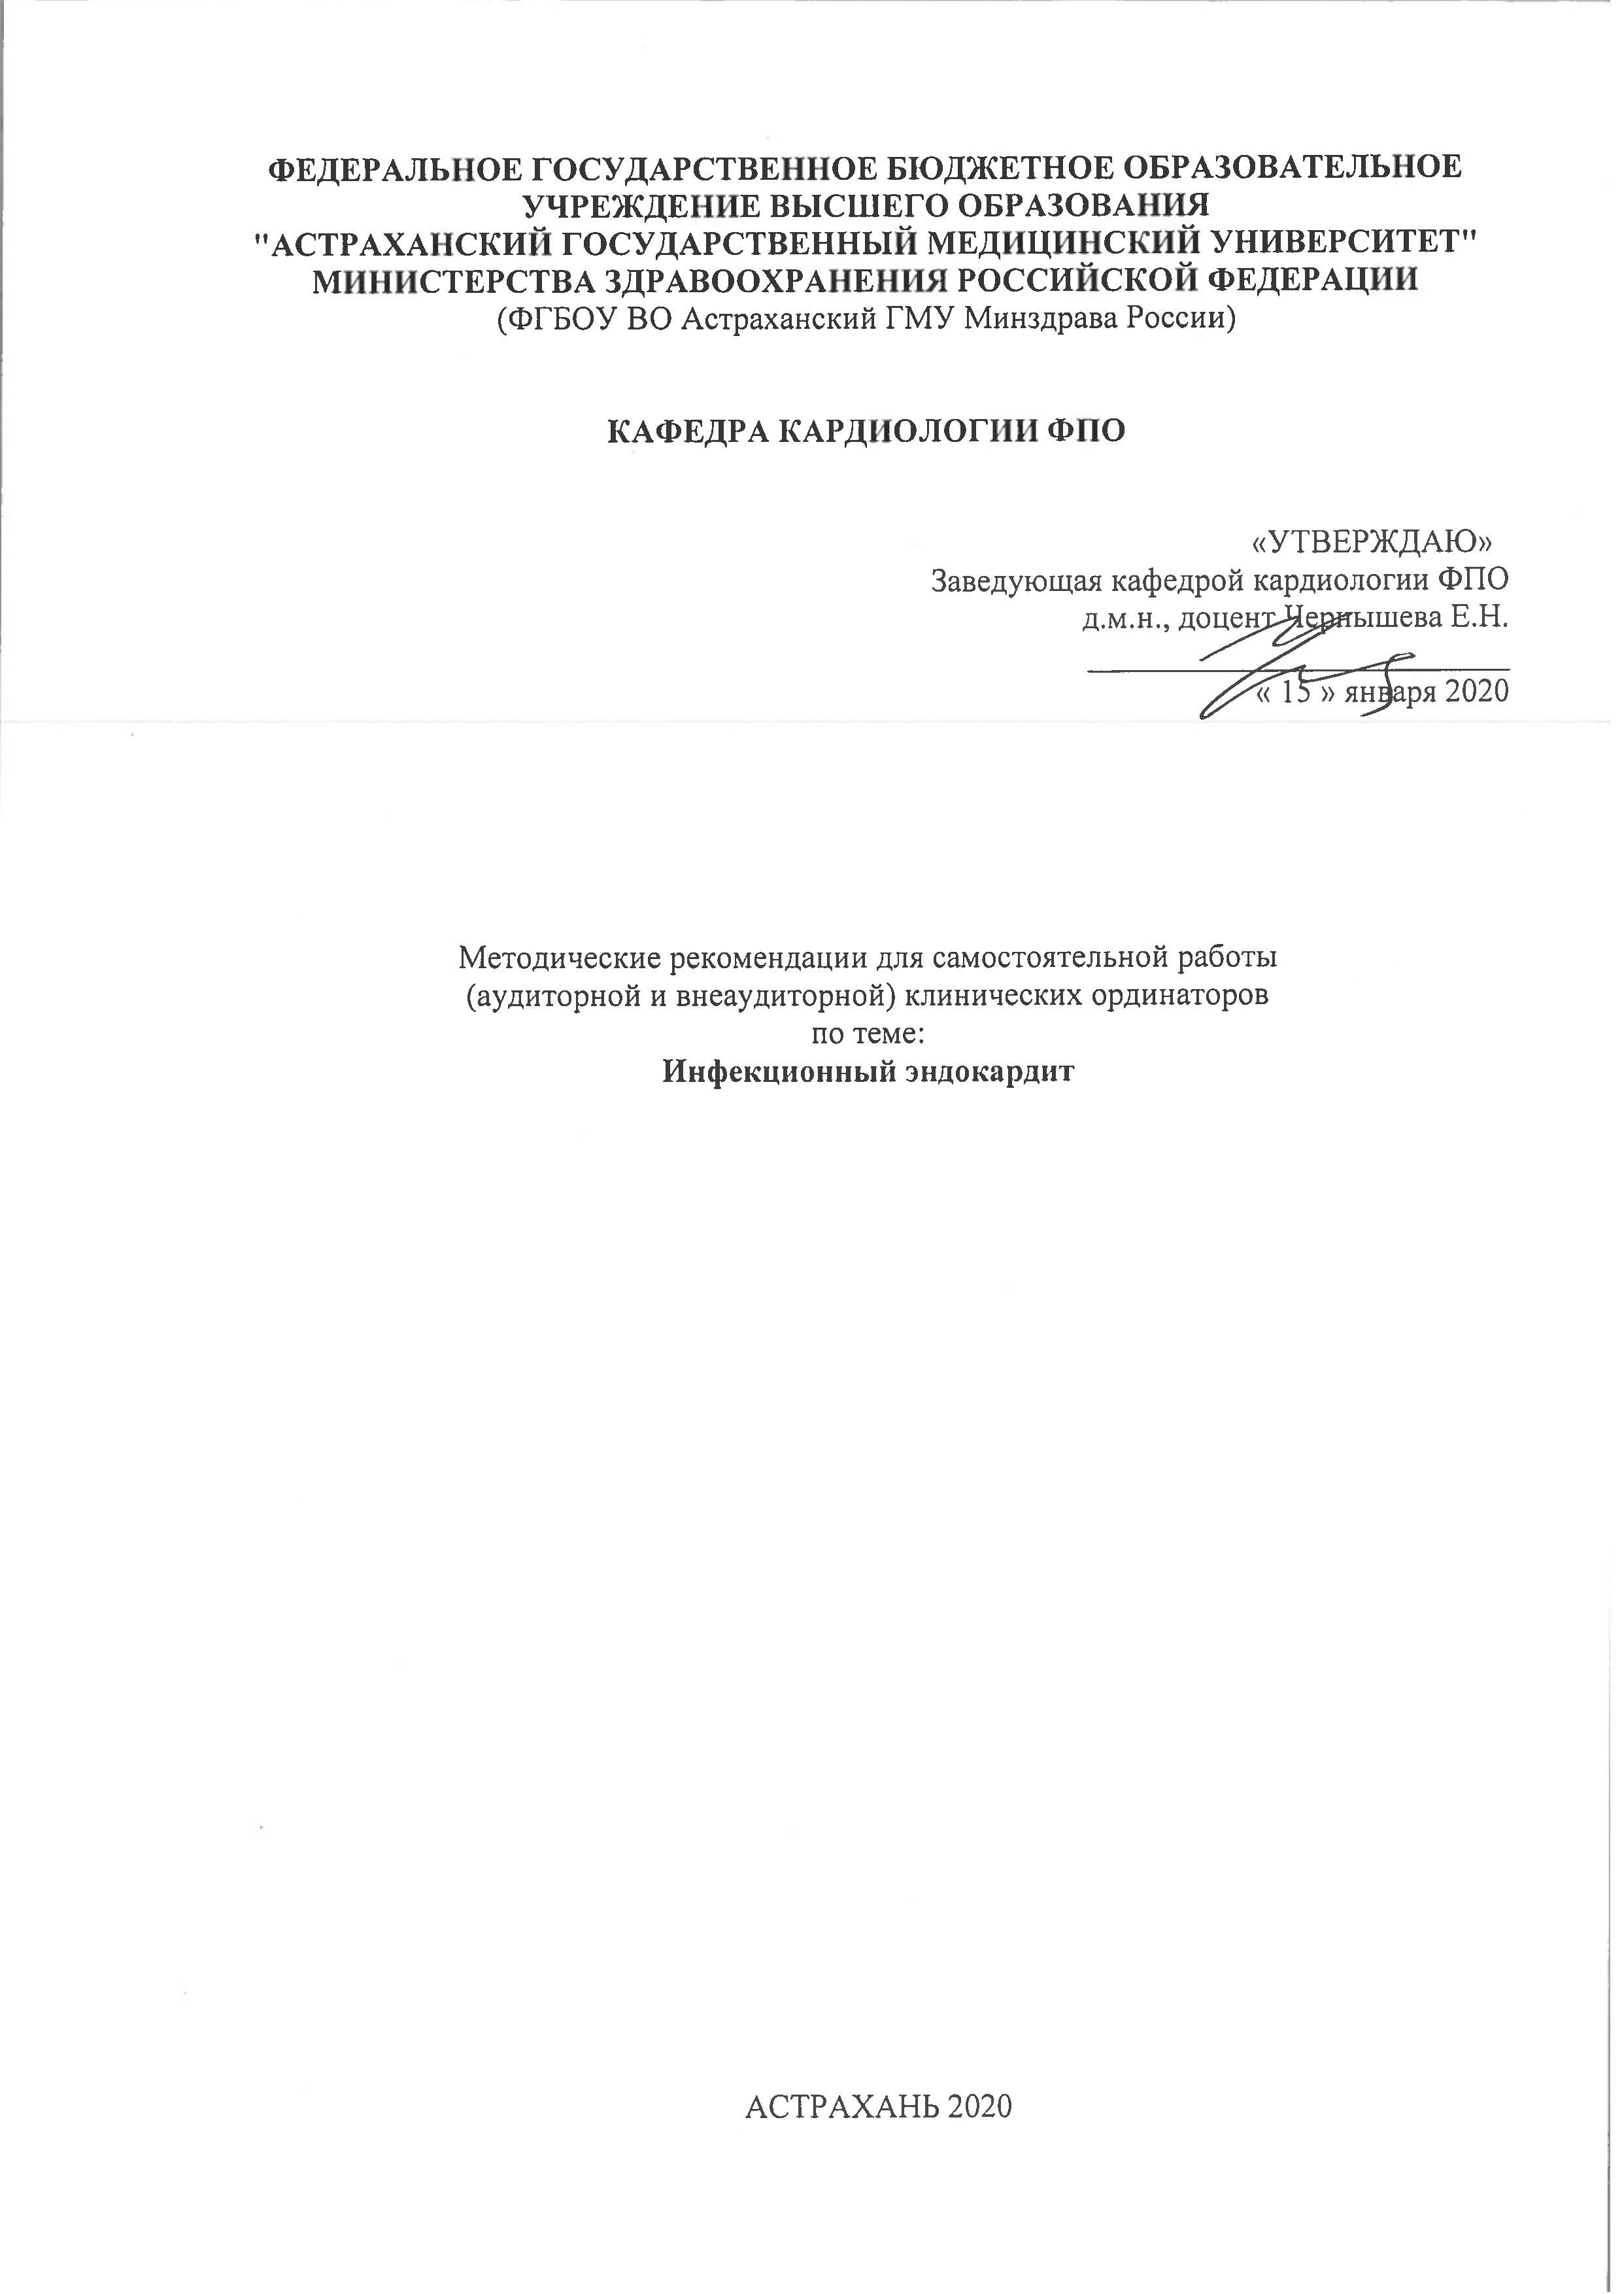 ФЕДЕРАЛЬНОЕ ГОСУДАРСТВЕННОЕ БЮДЖЕТНОЕ ОБРАЗОВАТЕЛЬНОЕ
УЧРЕЖДЕНИЕ ВЫСШЕГО ОБРАЗОВАНИЯ
"АСТРАХАНСКИЙ ГОСУДАРСТВЕННЫЙ МЕДИЦИНСКИЙ УНИВЕРСИТЕТ"
МИНИСТЕРСТВА ЗДРАВООХРАНЕНИЯ РОССИЙСКОЙ ФЕДЕРАЦИИ
(ФГБОУ ВО Астраханский ГМУ Минздрава России)
КАФЕДРА КАРДИОЛОГИИ ФПО
«УТВЕРЖДАЮ»
Заведующая кафедрой кардиологии ФПО
д.м.н., доцент Чернышева Е.Н.
« 15 » января 2020
Методические рекомендации для самостоятельной работы
(аудиторной и внеаудиторной) клинических ординаторов
по теме:
Инфекционный эндокардит
АСТРАХАНЬ 2020